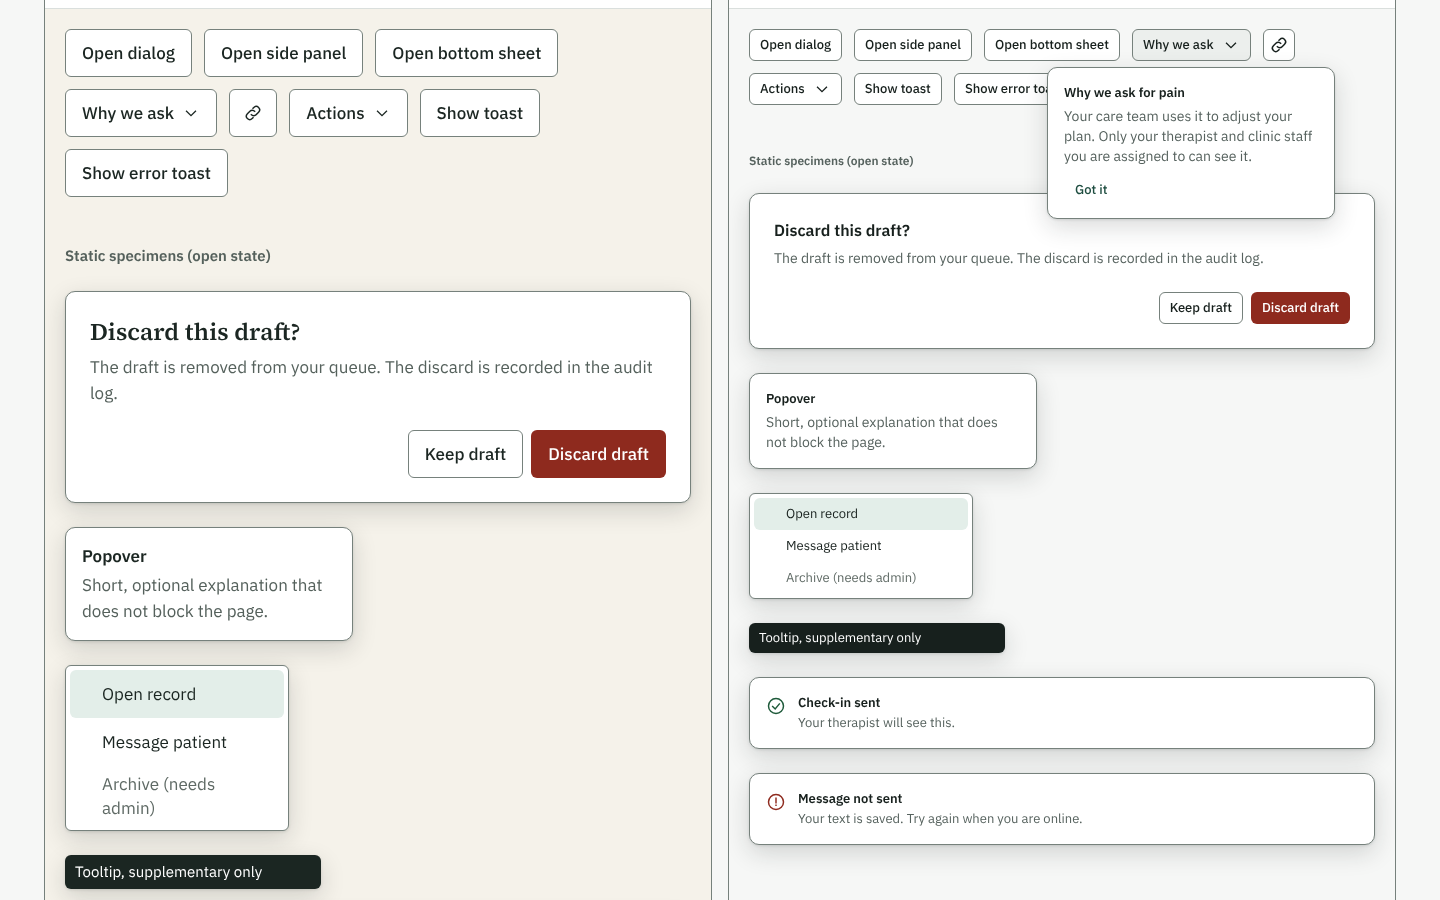 Open dialog
Open side panel
Open bottom sheet
Why we ask
Actions
Show toast
Show error toast
Static specimens (open state)
Discard this draft?
The draft is removed from your queue. The discard is recorded in the audit
log.
Keep draft
Discard draft
Popover
Short, optional explanation that
does not block the page.
Open record
Message patient
Archive (needs
admin)
Tooltip, supplementary only
Open dialog
Open side panel
Open bottom sheet
Why we ask
Actions
Show toast
Show error toa
Why we ask for pain
Your care team uses it to adjust your
plan. Only your therapist and clinic staff
you are assigned to can see it.
Got it
Static specimens (open state)
Discard this draft?
The draft is removed from your queue. The discard is recorded in the audit log.
Keep draft
Discard draft
Popover
Short, optional explanation that does
not block the page.
Open record
Message patient
Archive (needs admin)
Tooltip, supplementary only
Check-in sent
Your therapist will see this.
Message not sent
Your text is saved. Try again when you are online.